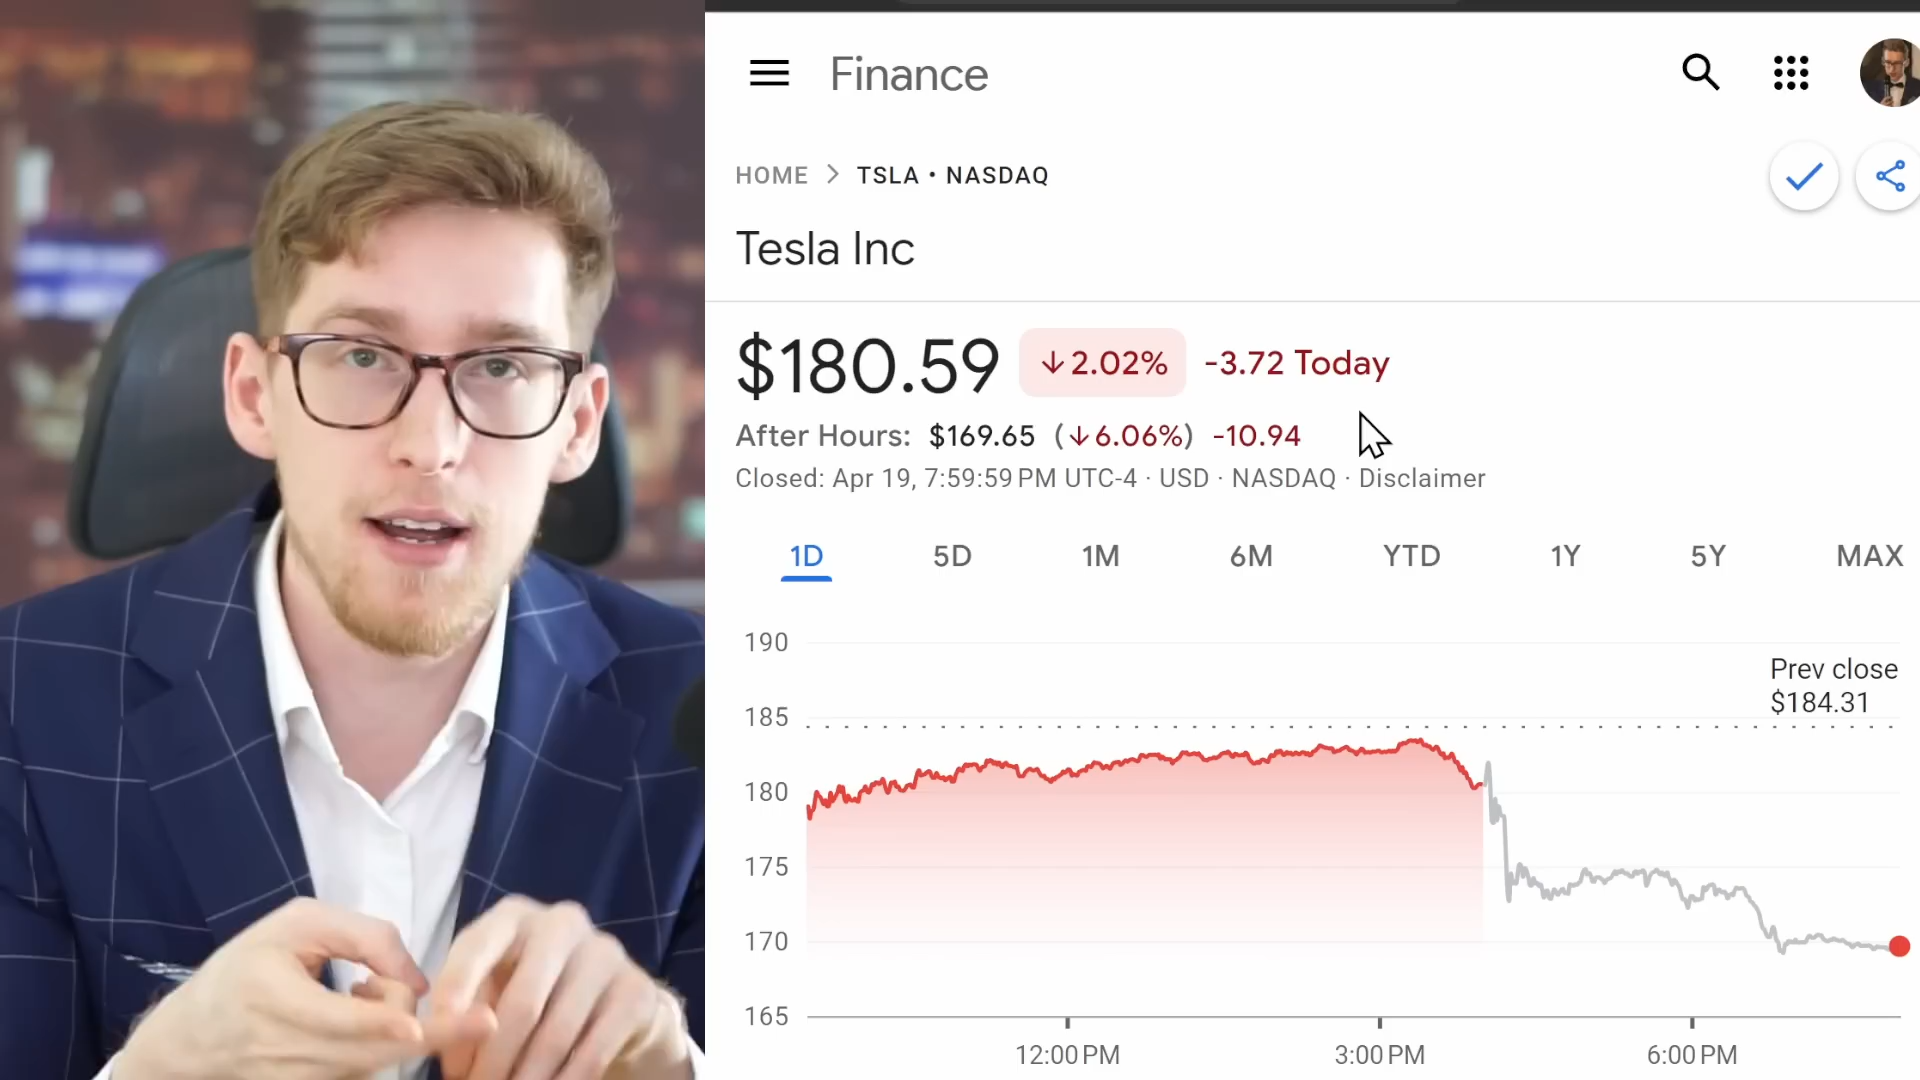 Finance
HOME > TSLA • NASDAQ
Tesla Inc
$180.59 ↓2.02% -3.72 Today
After Hours: $169.65 (↓6.06%) -10.94
Closed: Apr 19, 7:59:59 PM UTC-4 · USD · NASDAQ · Disclaimer
1D 5D 1M 6M YTD 1Y 5Y MAX
190
Prev close
$184.31
185
180
175
170
165
12:00 PM 3:00 PM 6:00 PM